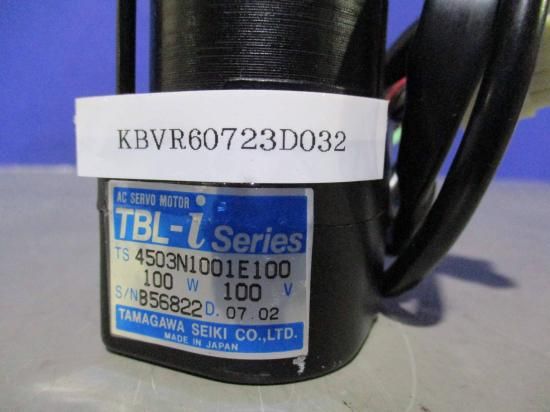 KBVR60723D032
AC SERVO MOTOR
TBL-i Series
TS 4503N1001E100
100 W 100 V
S/N B56822 D. 07.02
TAMAGAWA SEIKI CO.,LTD.
MADE IN JAPAN